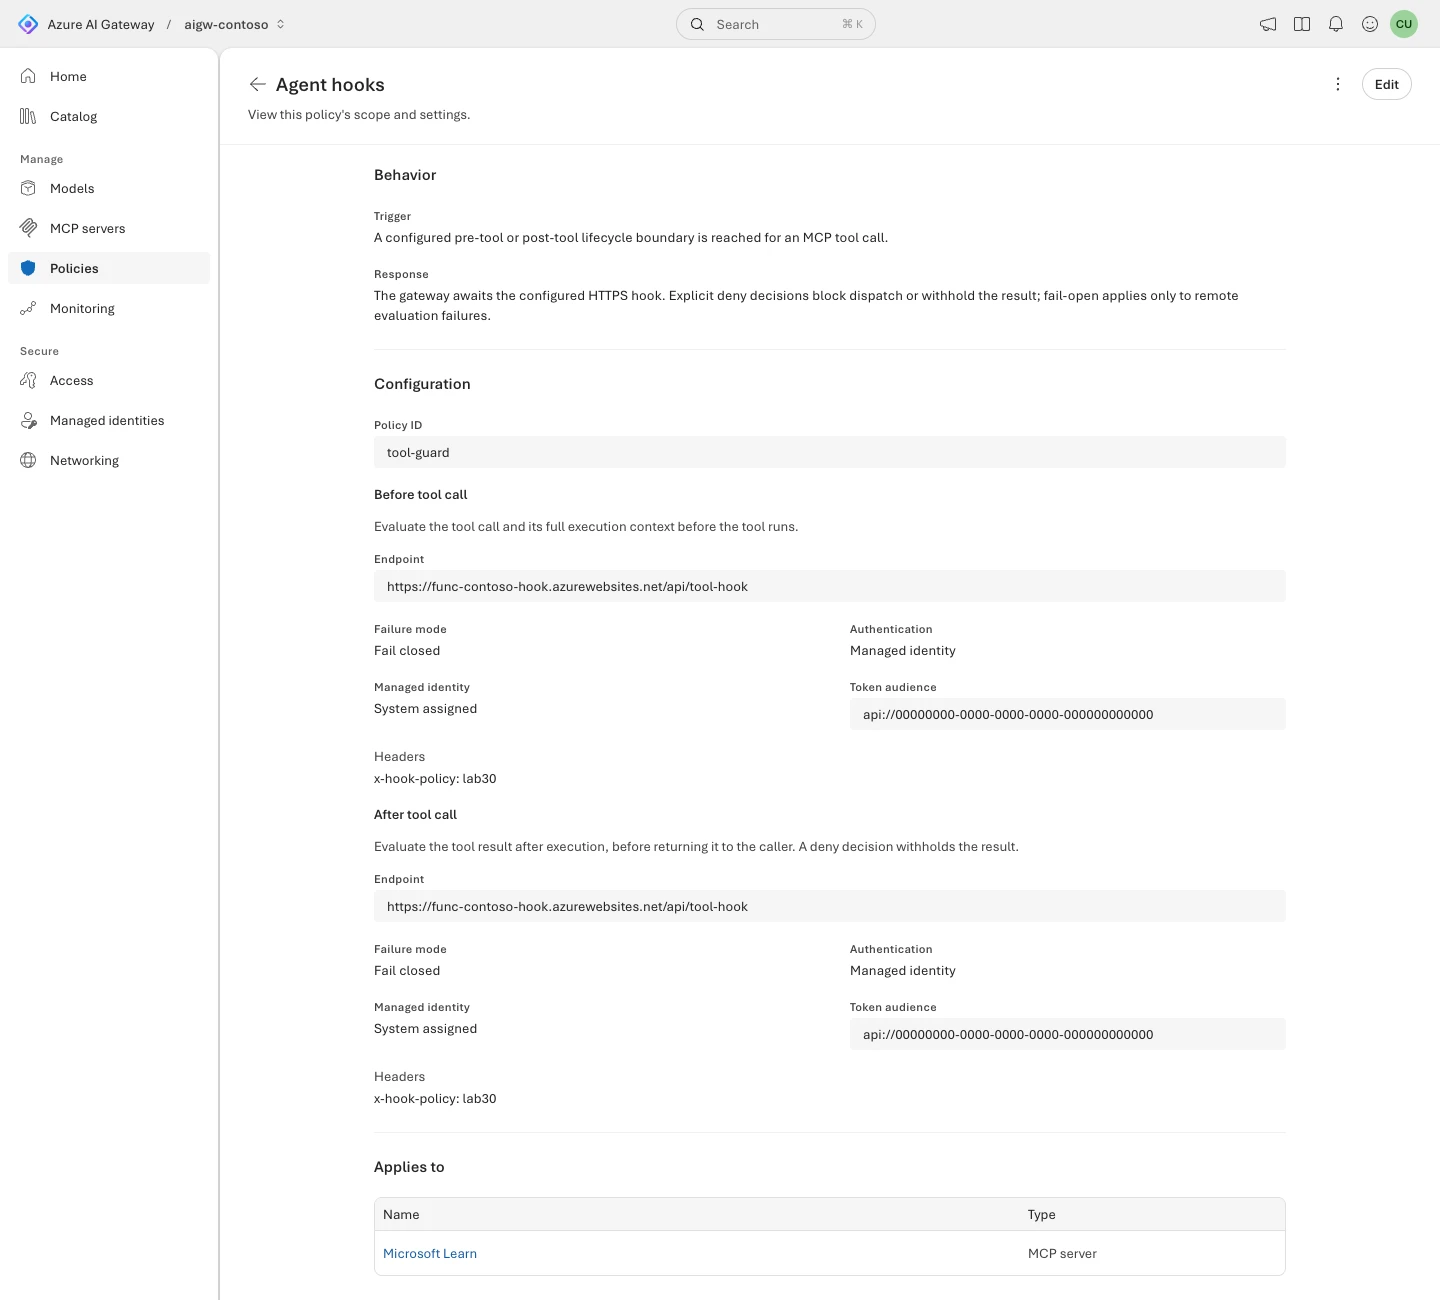 Azure AI Gateway / aigw-contoso
Search ⌘ K
CU
Home
Catalog
Manage
Models
MCP servers
Policies
Monitoring
Secure
Access
Managed identities
Networking
Agent hooks
Edit
View this policy's scope and settings.
Behavior
Trigger
A configured pre-tool or post-tool lifecycle boundary is reached for an MCP tool call.
Response
The gateway awaits the configured HTTPS hook. Explicit deny decisions block dispatch or withhold the result; fail-open applies only to remote
evaluation failures.
Configuration
Policy ID
tool-guard
Before tool call
Evaluate the tool call and its full execution context before the tool runs.
Endpoint
https://func-contoso-hook.azurewebsites.net/api/tool-hook
Failure mode
Fail closed
Authentication
Managed identity
Managed identity
System assigned
Token audience
api://00000000-0000-0000-0000-000000000000
Headers
x-hook-policy: lab30
After tool call
Evaluate the tool result after execution, before returning it to the caller. A deny decision withholds the result.
Endpoint
https://func-contoso-hook.azurewebsites.net/api/tool-hook
Failure mode
Fail closed
Authentication
Managed identity
Managed identity
System assigned
Token audience
api://00000000-0000-0000-0000-000000000000
Headers
x-hook-policy: lab30
Applies to
Name Type
Microsoft Learn MCP server